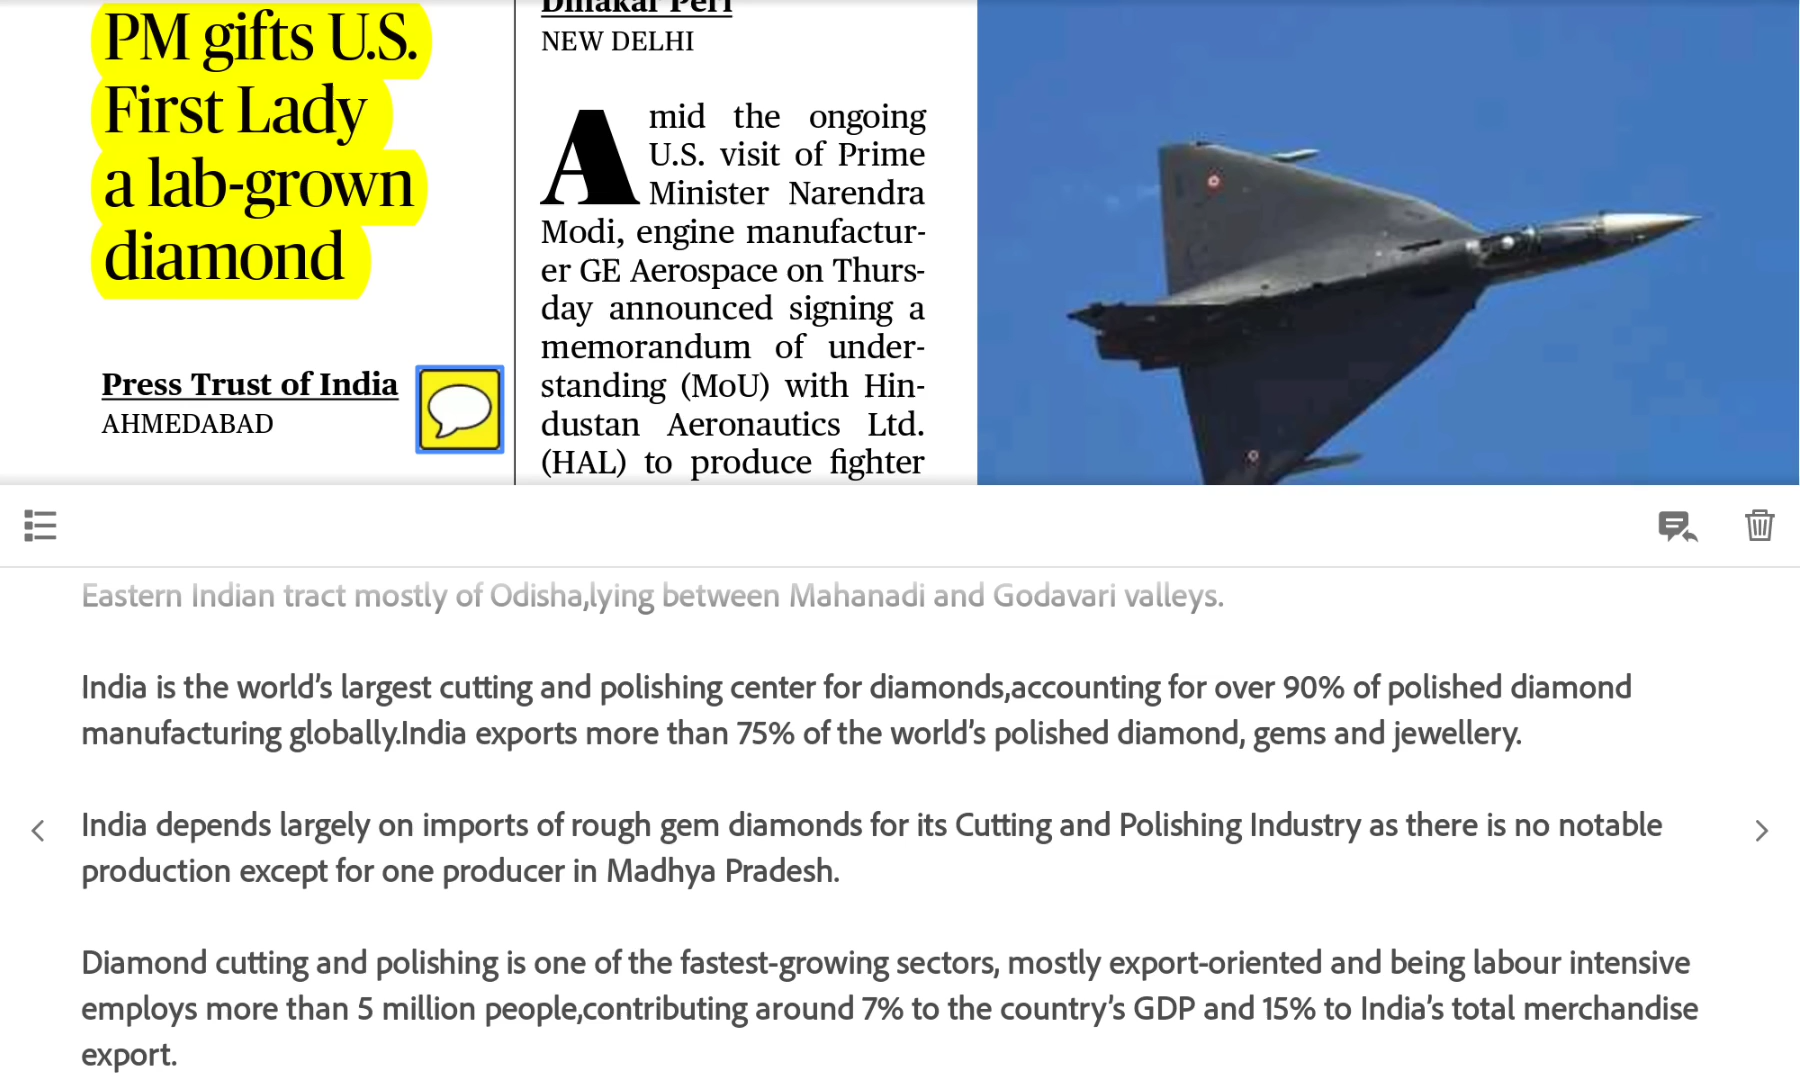 PM gifts U.S.
First Lady
a lab-grown
diamond
Press Trust of India
AHMEDABAD
Dinakar Peri
NEW DELHI
Amid the ongoing
U.S. visit of Prime
Minister Narendra
Modi, engine manufactur-
er GE Aerospace on Thurs-
day announced signing a
memorandum of under-
standing (MoU) with Hin-
dustan Aeronautics Ltd.
(HAL) to produce fighter
Eastern Indian tract mostly of Odisha,lying between Mahanadi and Godavari valleys.
India is the world’s largest cutting and polishing center for diamonds,accounting for over 90% of polished diamond
manufacturing globally.India exports more than 75% of the world’s polished diamond, gems and jewellery.
India depends largely on imports of rough gem diamonds for its Cutting and Polishing Industry as there is no notable
production except for one producer in Madhya Pradesh.
Diamond cutting and polishing is one of the fastest-growing sectors, mostly export-oriented and being labour intensive
employs more than 5 million people,contributing around 7% to the country’s GDP and 15% to India’s total merchandise
export.